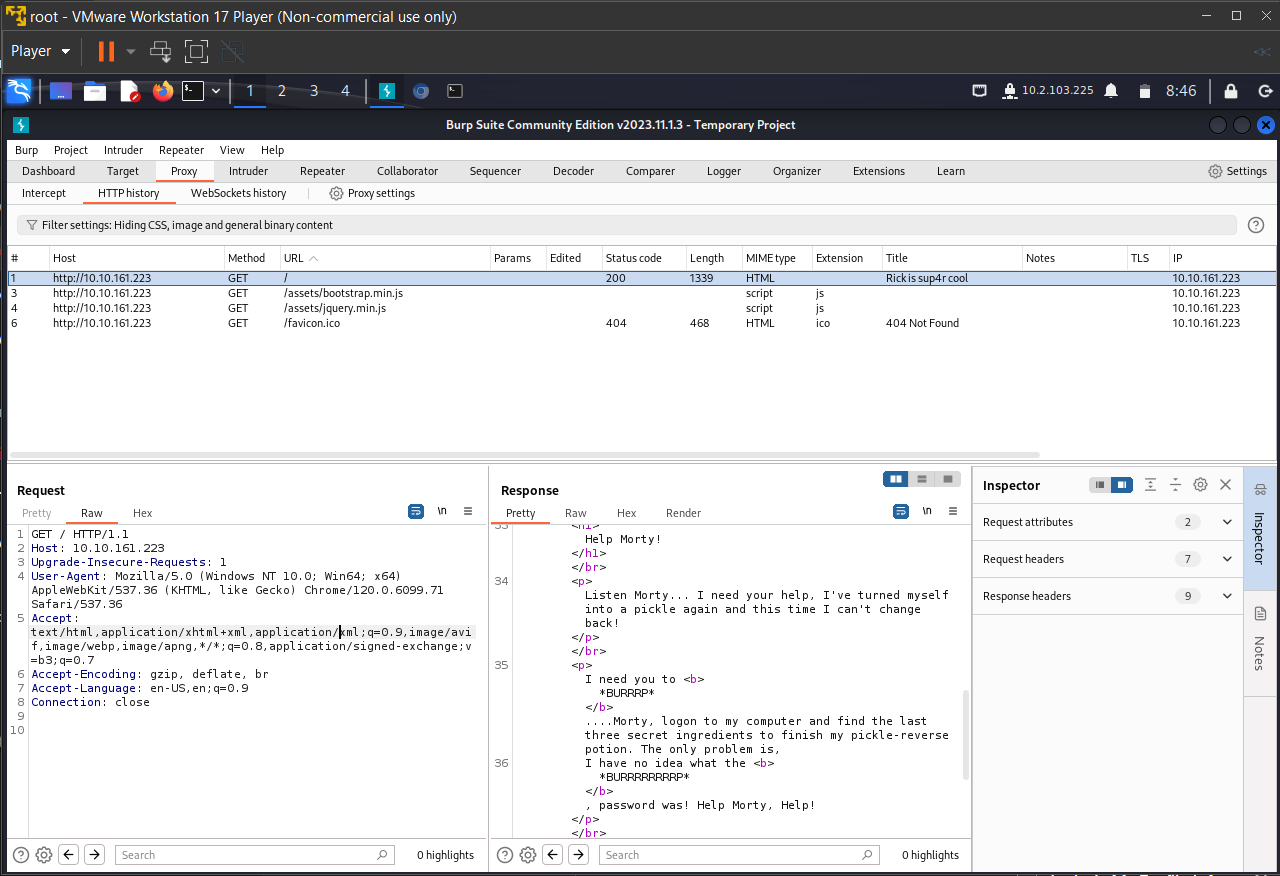 root - VMware Workstation 17 Player (Non-commercial use only)
Player
1 2 3 4 10.2.103.225 8:46
Burp Suite Community Edition v2023.11.1.3 - Temporary Project
Burp Project Intruder Repeater View Help
Dashboard Target Proxy Intruder Repeater Collaborator Sequencer Decoder Comparer Logger Organizer Extensions Learn Settings
Intercept HTTP history WebSockets history Proxy settings
Filter settings: Hiding CSS, image and general binary content
# Host Method URL Params Edited Status code Length MIME type Extension Title Notes TLS IP
1 http://10.10.161.223 GET / 200 1339 HTML Rick is sup4r cool 10.10.161.223
3 http://10.10.161.223 GET /assets/bootstrap.min.js script js 10.10.161.223
4 http://10.10.161.223 GET /assets/jquery.min.js script js 10.10.161.223
6 http://10.10.161.223 GET /favicon.ico 404 468 HTML ico 404 Not Found 10.10.161.223
Request
Pretty Raw Hex \n
1 GET / HTTP/1.1
2 Host: 10.10.161.223
3 Upgrade-Insecure-Requests: 1
4 User-Agent: Mozilla/5.0 (Windows NT 10.0; Win64; x64)
AppleWebKit/537.36 (KHTML, like Gecko) Chrome/120.0.6099.71
Safari/537.36
5 Accept:
text/html,application/xhtml+xml,application/xml;q=0.9,image/avi
f,image/webp,image/apng,*/*;q=0.8,application/signed-exchange;v
=b3;q=0.7
6 Accept-Encoding: gzip, deflate, br
7 Accept-Language: en-US,en;q=0.9
8 Connection: close
9
10
Search 0 highlights
Response
Pretty Raw Hex Render \n
33 <h1>
Help Morty!
</h1>
</br>
34 <p>
Listen Morty... I need your help, I've turned myself
into a pickle again and this time I can't change
back!
</p>
</br>
35 <p>
I need you to <b>
*BURRRP*
</b>
....Morty, logon to my computer and find the last
three secret ingredients to finish my pickle-reverse
potion. The only problem is,
36 I have no idea what the <b>
*BURRRRRRRRP*
</b>
, password was! Help Morty, Help!
</p>
</br>
Search 0 highlights
Inspector
Request attributes 2
Request headers 7
Response headers 9
Inspector
Notes